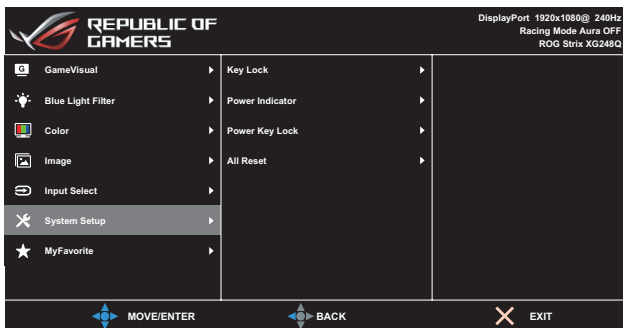 REPUBLIC OF
GAMERS
DisplayPort 1920x1080@ 240Hz
Racing Mode Aura OFF
ROG Strix XG248Q
G
GameVisual
Blue Light Filter
Color
Image
Input Select
System Setup
MyFavorite
Key Lock
Power Indicator
Power Key Lock
All Reset
MOVE/ENTER
BACK
EXIT